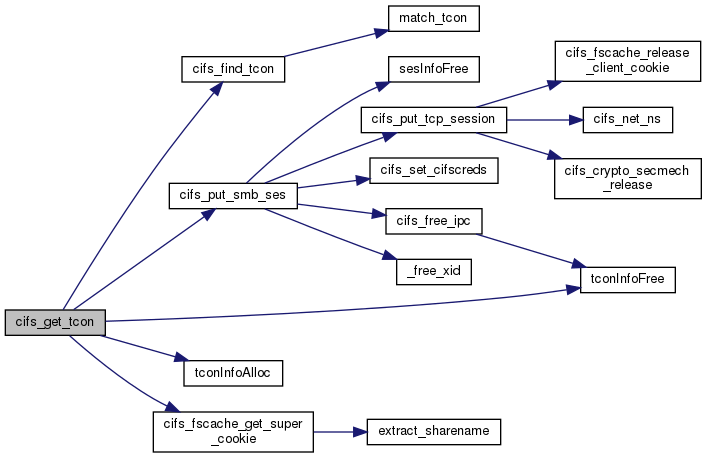 match_tcon
cifs_find_tcon
sesInfoFree
cifs_fscache_release
_client_cookie
cifs_put_tcp_session
cifs_net_ns
cifs_set_cifscreds
cifs_crypto_secmech
_release
cifs_put_smb_ses
cifs_free_ipc
_free_xid
tconInfoFree
cifs_get_tcon
tconInfoAlloc
cifs_fscache_get_super
_cookie
extract_sharename